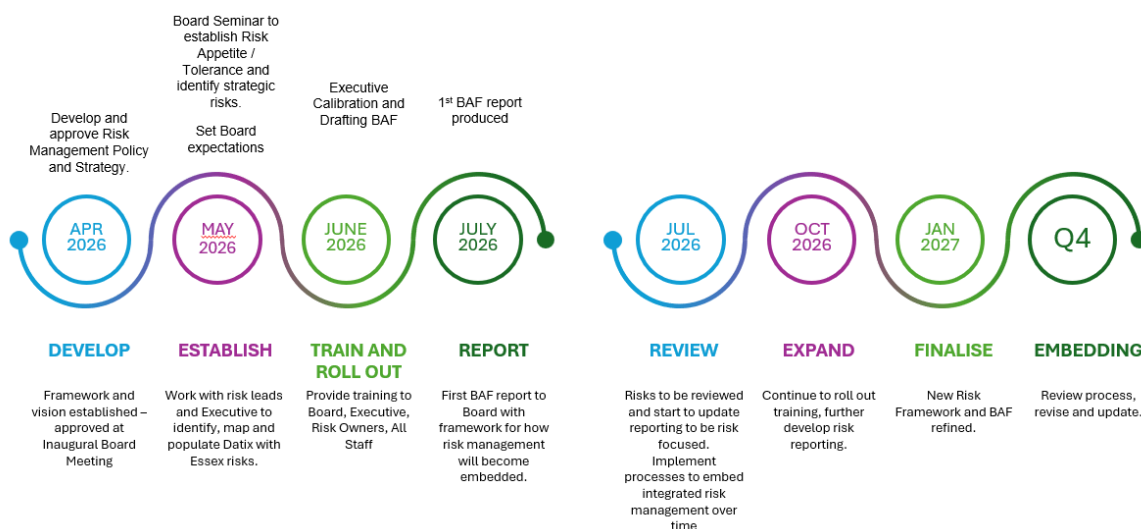 Board Seminar to
establish Risk
Appetite /
Tolerance and
identify strategic
risks.
Set Board
expectations
Executive
Calibration and
Drafting BAF
1st BAF report
produced
Develop and
approve Risk
Management Policy
and Strategy.
APR
2026
MAY
2026
JUNE
2026
JULY
2026
JUL
2026
OCT
2026
JAN
2027
Q4
DEVELOP
Framework and
vision established –
approved at
Inaugural Board
Meeting
ESTABLISH
Work with risk leads
and Executive to
identify, map and
populate Datix with
Essex risks.
TRAIN AND
ROLL OUT
Provide training to
Board, Executive,
Risk Owners, All
Staff
REPORT
First BAF report to
Board with
framework for how
risk management
will become
embedded.
REVIEW
Risks to be reviewed
and start to update
reporting to be risk
focused.
Implement
processes to embed
integrated risk
management over
time
EXPAND
Continue to roll out
training, further
develop risk
reporting.
FINALISE
New Risk
Framework and BAF
refined.
EMBEDDING
Review process,
revise and update.